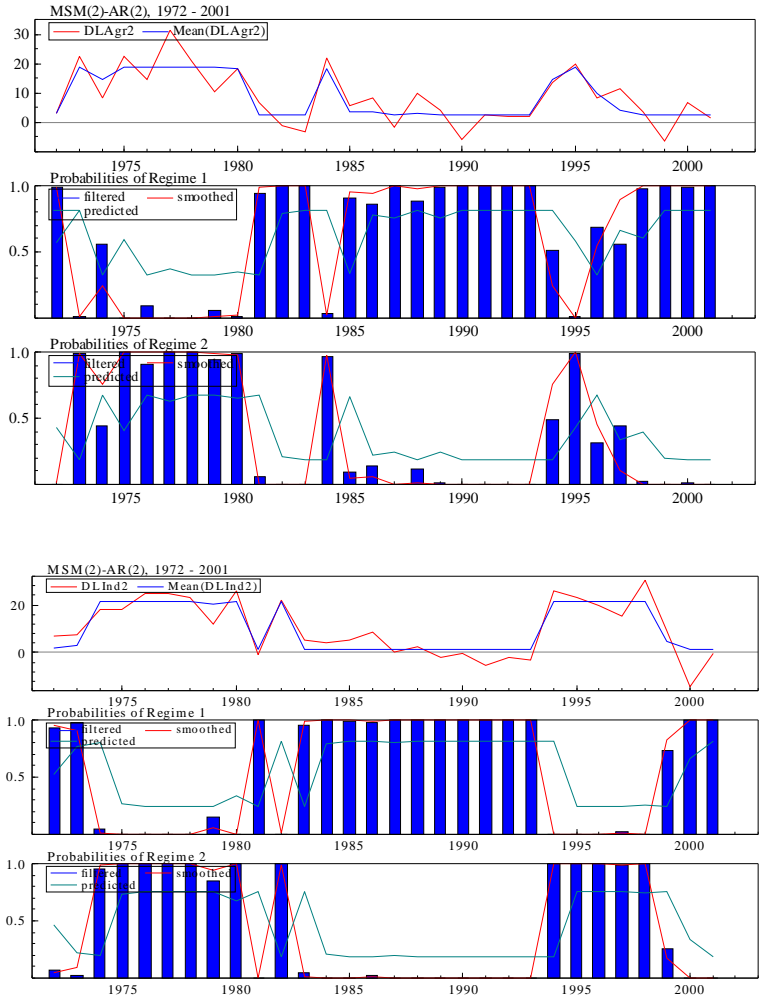 MSM(2)-AR(2), 1972 - 2001
30
DLAgr2 Mean(DLAgr2)
20
10
0
1975 1980 1985 1990 1995 2000
Probabilities of Regime 1
1.0
filtered smoothed
predicted
0.5
1975 1980 1985 1990 1995 2000
Probabilities of Regime 2
1.0
filtered smoothed
predicted
0.5
1975 1980 1985 1990 1995 2000
MSM(2)-AR(2), 1972 - 2001
DLInd2 Mean(DLInd2)
20
0
1975 1980 1985 1990 1995 2000
Probabilities of Regime 1
1.0
filtered smoothed
predicted
0.5
1975 1980 1985 1990 1995 2000
Probabilities of Regime 2
1.0
filtered smoothed
predicted
0.5
1975 1980 1985 1990 1995 2000